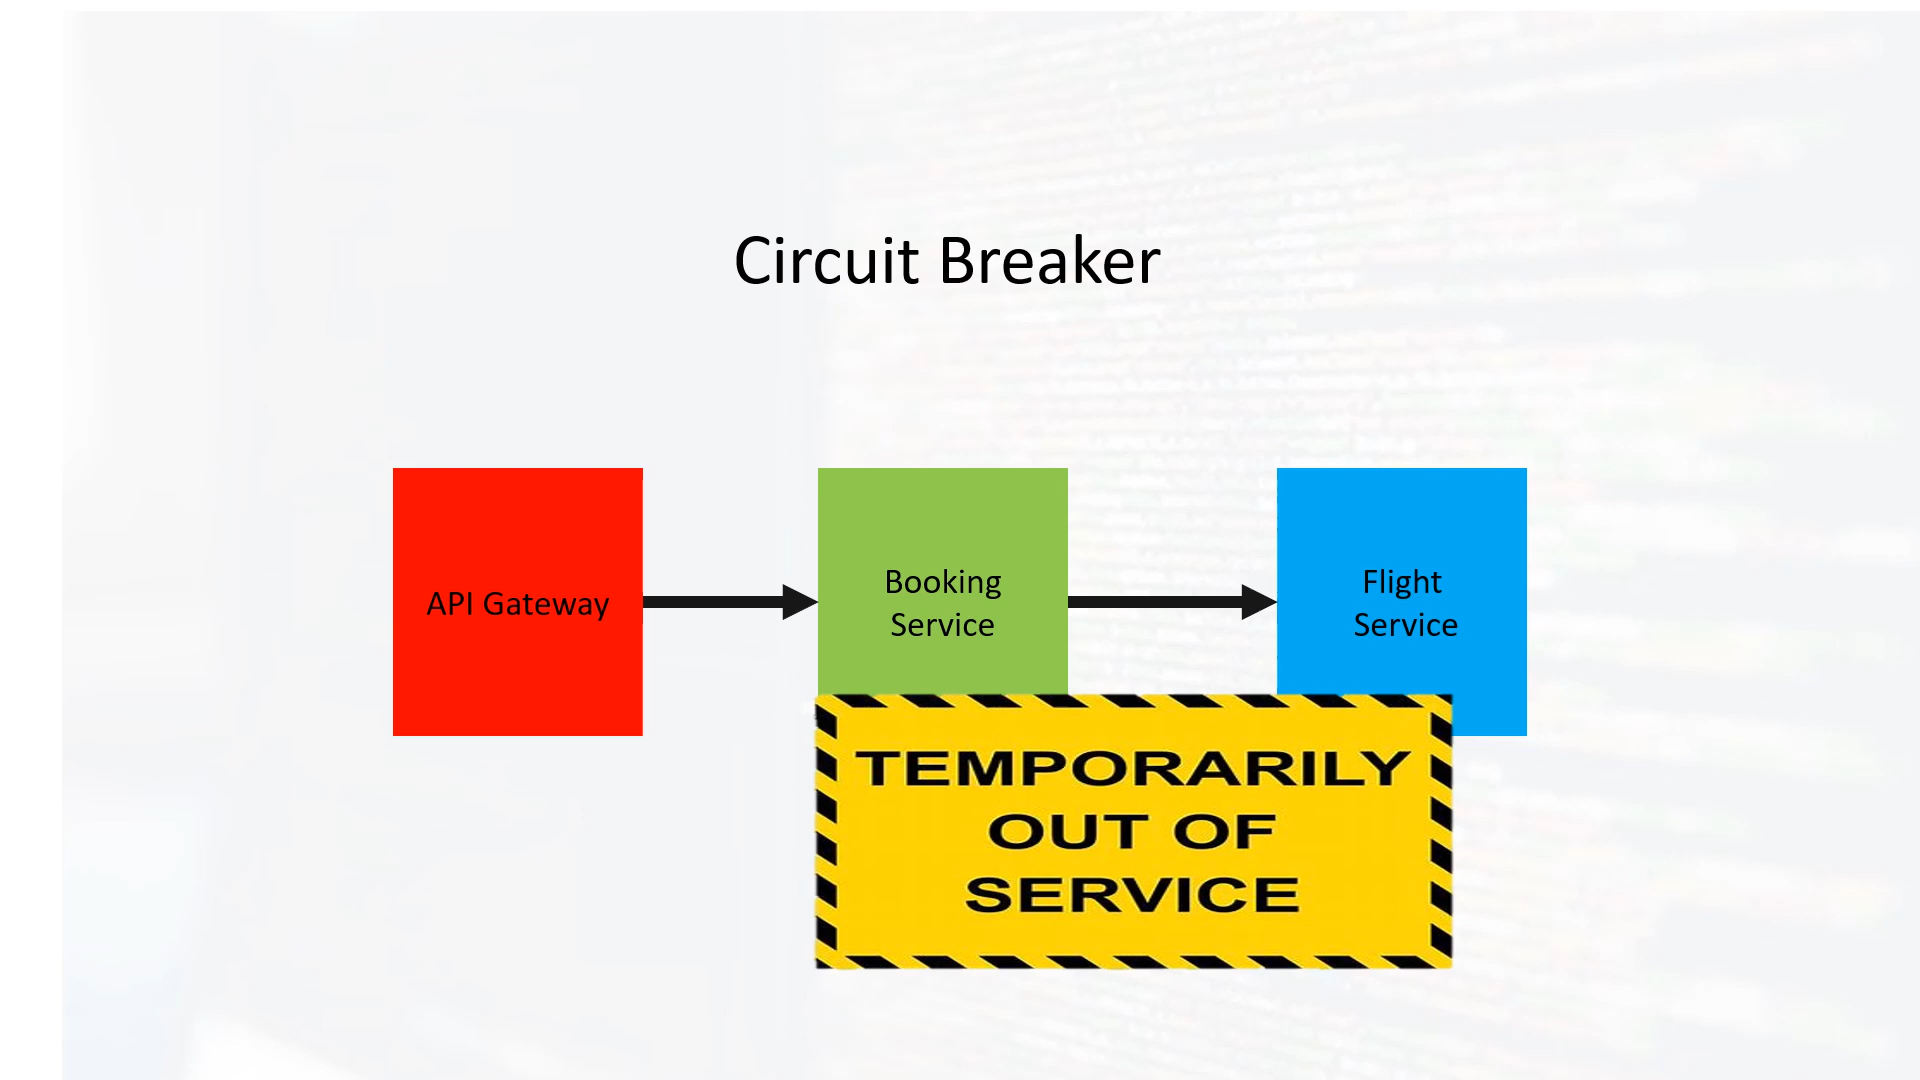 Circuit Breaker
API Gateway
Booking
Service
Flight
Service
TEMPORARILY
OUT OF
SERVICE